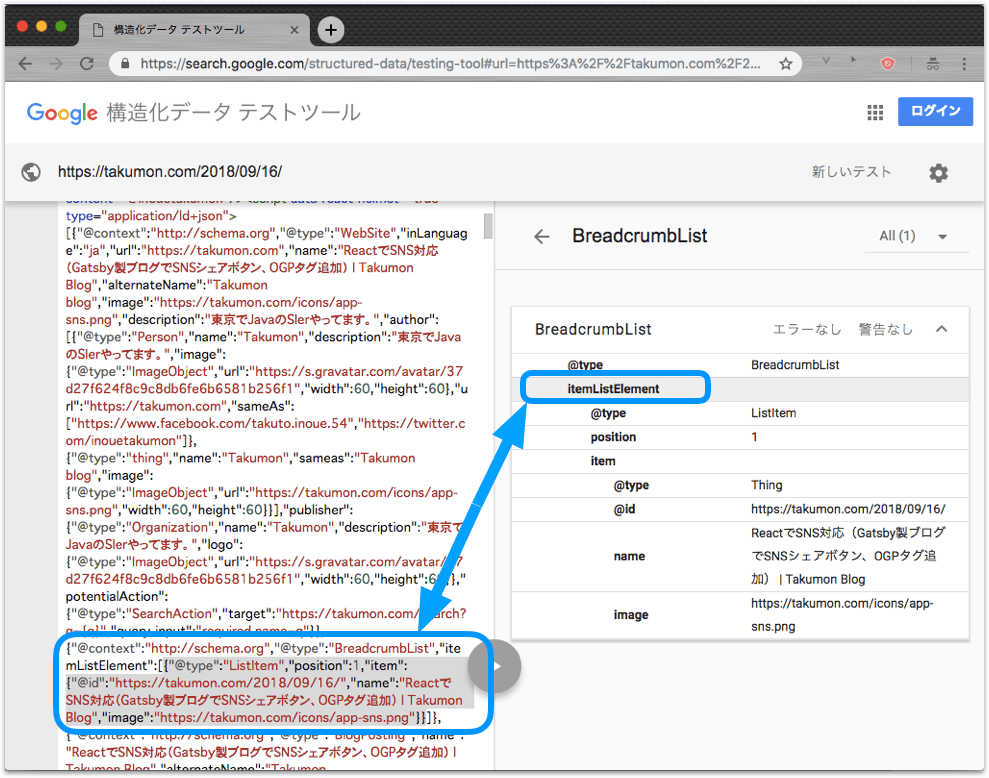 構造化データ テストツール
https://search.google.com/structured-data/testing-tool#url=https%3A%2F%2Ftakumon.com%2F2...
Google 構造化データ テストツール
ログイン
https://takumon.com/2018/09/16/
新しいテスト
type="application/ld+json">
[{"@context":"http://schema.org","@type":"WebSite","inLanguag
e":"ja","url":"https://takumon.com","name":"ReactでSNS対応
(Gatsby製ブログでSNSシェアボタン、OGPタグ追加) | Takumon
Blog","alternateName":"Takumon
blog","image":"https://takumon.com/icons/app-
sns.png","description":"東京でJavaのSIerやってます。","author":
[{"@type":"Person","name":"Takumon","description":"東京でJava
のSIerやってます。","image":
{"@type":"ImageObject","url":"https://s.gravatar.com/avatar/37
d27f624f8c9c8db6fe6b6581b256f1","width":60,"height":60},"u
rl":"https://takumon.com","sameAs":
["https://www.facebook.com/takuto.inoue.54","https://twitter.c
om/inouetakumon"]},
{"@type":"thing","name":"Takumon","sameas":"Takumon
blog","image":
{"@type":"ImageObject","url":"https://takumon.com/icons/app-
sns.png","width":60,"height":60}}],"publisher":
{"@type":"Organization","name":"Takumon","description":"東京で
JavaのSIerやってます。","logo":
{"@type":"ImageObject","url":"https://s.gravatar.com/avatar/37
d27f624f8c9c8db6fe6b6581b256f1","width":60,"height":60}},"
potentialAction":
{"@type":"SearchAction","target":"https://takumon.com/search?
q={q}","query-input":"required name=q"}},
{"@context":"http://schema.org","@type":"BreadcrumbList","ite
mListElement":[{"@type":"ListItem","position":1,"item":
{"@id":"https://takumon.com/2018/09/16/","name":"Reactで
SNS対応(Gatsby製ブログでSNSシェアボタン、OGPタグ追加) | Takumon
Blog","image":"https://takumon.com/icons/app-sns.png"}}]},
{"@context":"http://schema.org","@type":"BlogPosting","name":
"ReactでSNS対応(Gatsby製ブログでSNSシェアボタン、OGPタグ追加) |
Takumon Blog","alternateName":"Takumon
BreadcrumbList
All (1)
BreadcrumbList エラーなし 警告なし
@type BreadcrumbList
itemListElement
@type ListItem
position 1
item
@type Thing
@id https://takumon.com/2018/09/16/
name ReactでSNS対応(Gatsby製ブログ
でSNSシェアボタン、OGPタグ追
加) | Takumon Blog
image https://takumon.com/icons/app-
sns.png